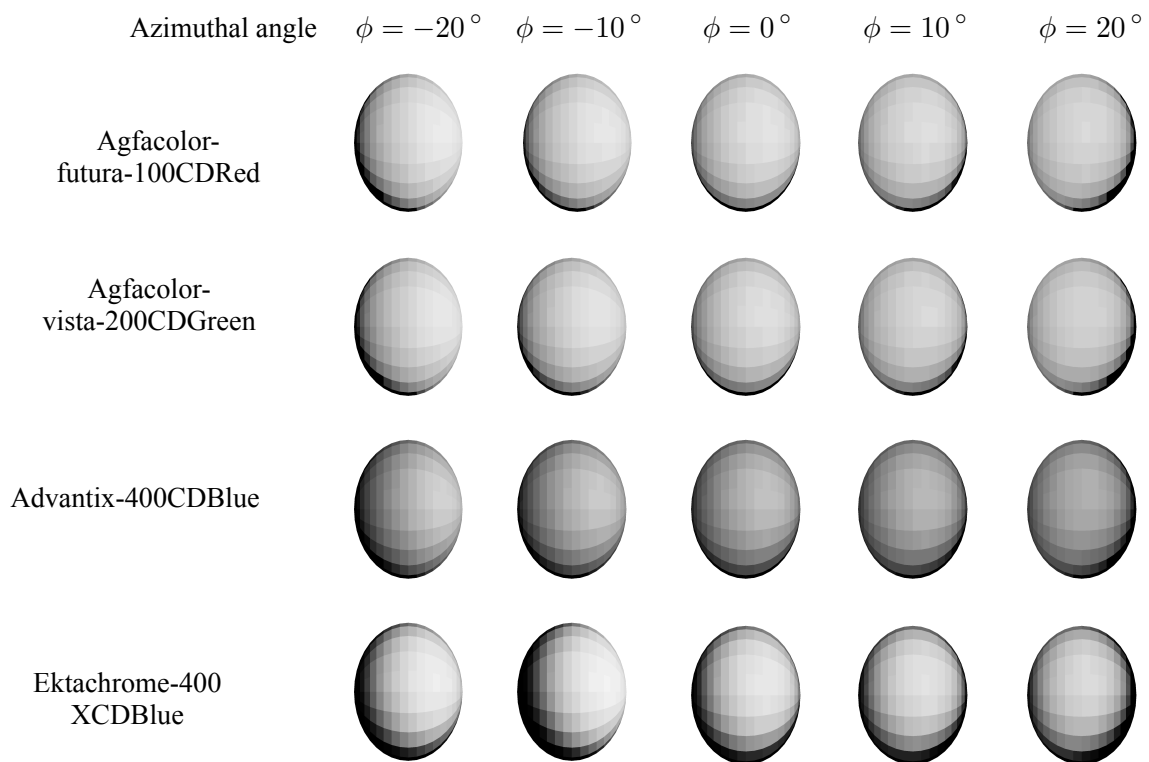 Azimuthal angle ϕ = −20° ϕ = −10° ϕ = 0° ϕ = 10° ϕ = 20°
Agfacolor-
futura-100CDRed
Agfacolor-
vista-200CDGreen
Advantix-400CDBlue
Ektachrome-400
XCDBlue